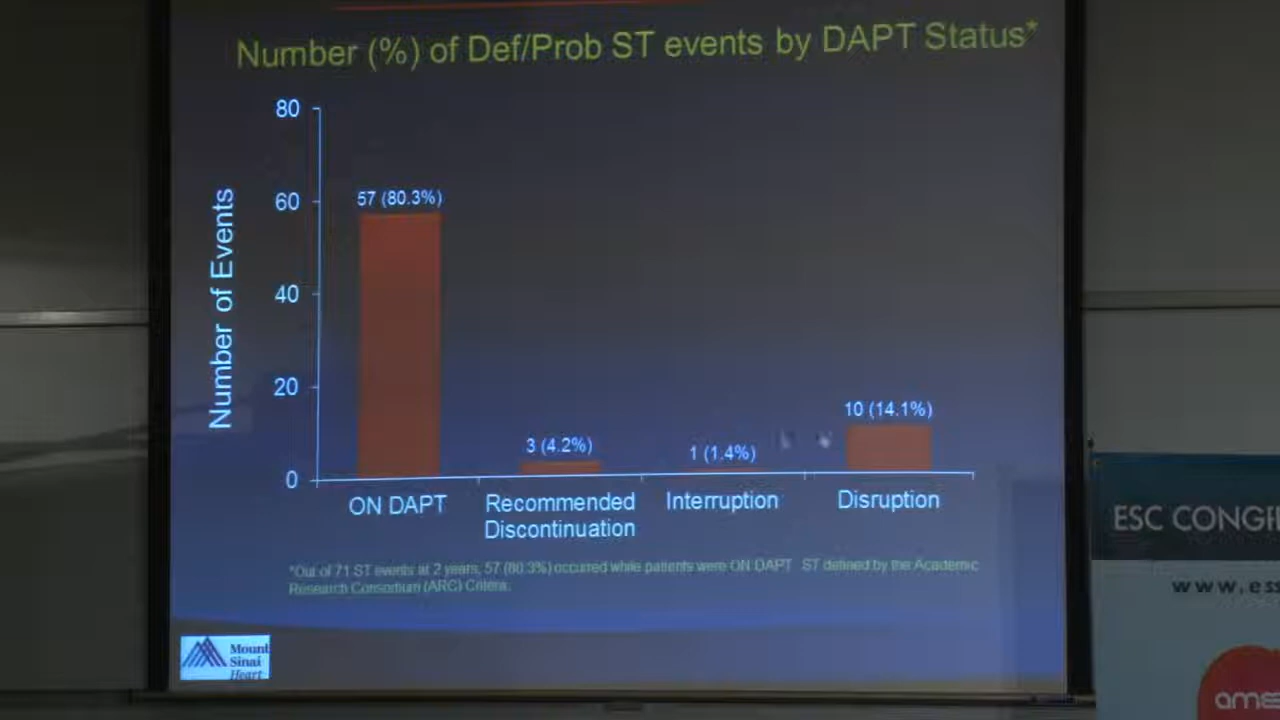 Number (%) of Def/Prob ST events by DAPT Status*
80
60
40
20
0
Number of Events
57 (80.3%)
3 (4.2%)
1 (1.4%)
10 (14.1%)
ON DAPT
Recommended
Discontinuation
Interruption
Disruption
*Out of 71 ST events at 2 years, 57 (80.3%) occurred while patients were ON DAPT ST defined by the Academic
Research Consortium (ARC) Criteria.
Mount
Sinai
Heart
ESC CONGR
www.es
ame